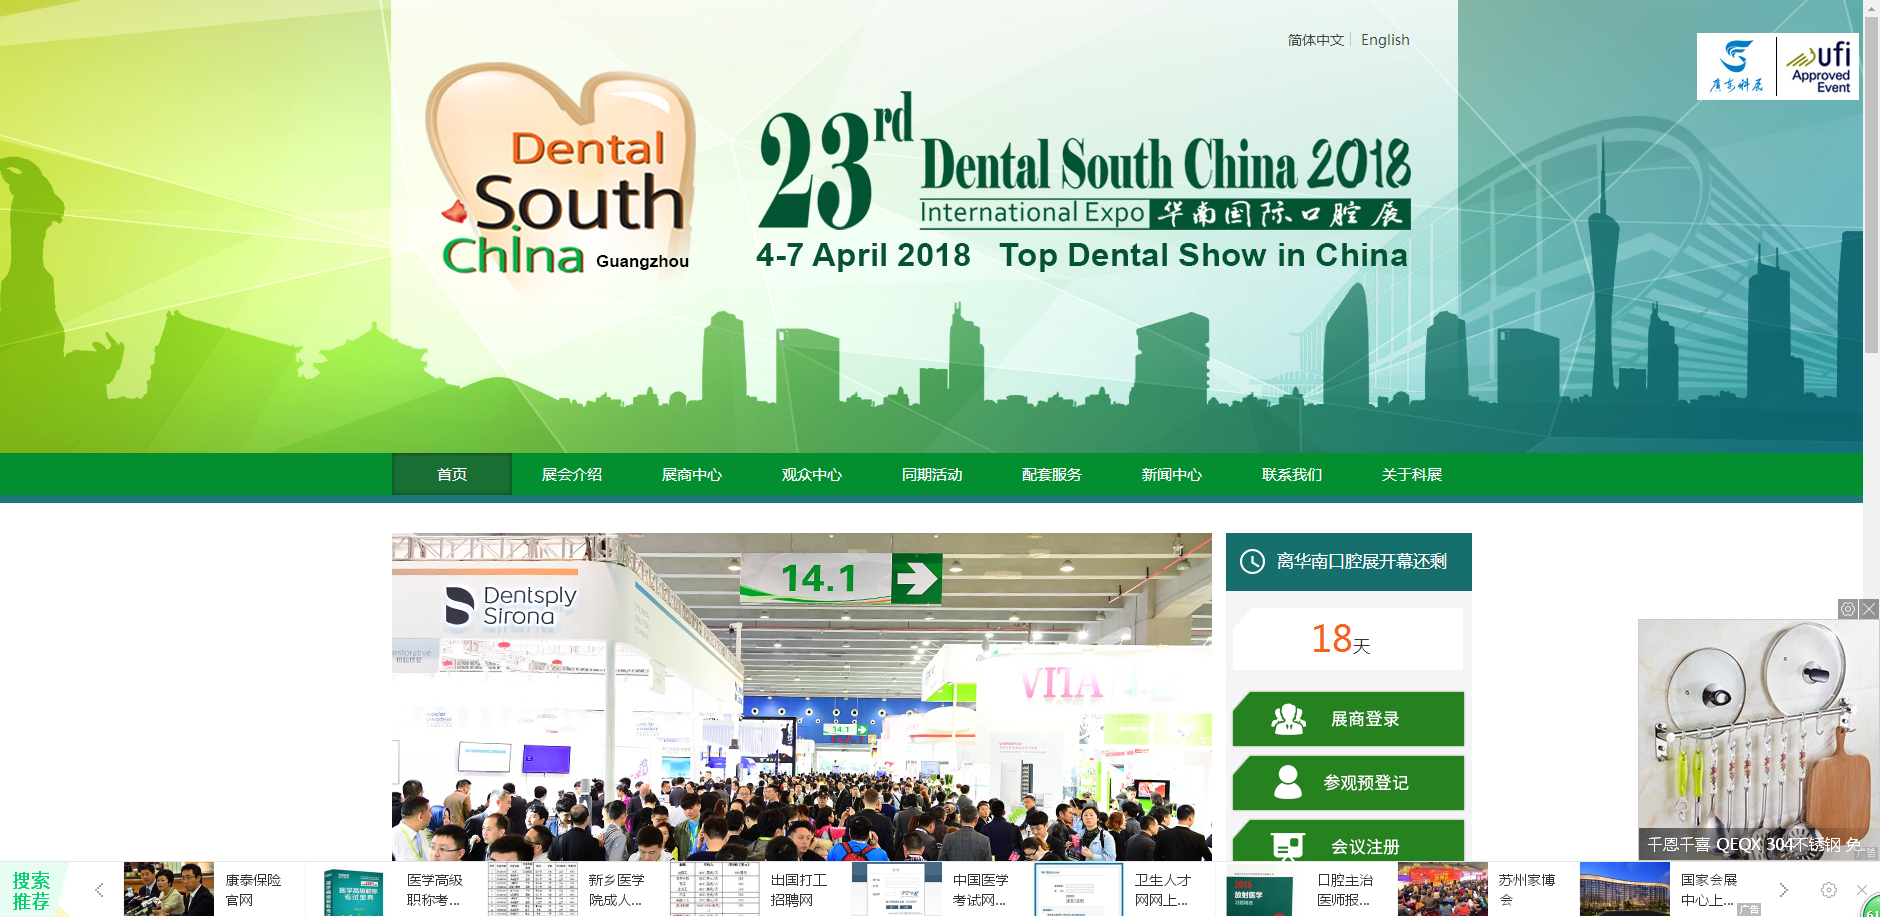 简体中文 English
廣東科展
ufi
Approved
Event
Dental
South
China Guangzhou
23rd Dental South China 2018
International Expo 华南国际口腔展
4-7 April 2018 Top Dental Show in China
首页 展会介绍 展商中心 观众中心 同期活动 配套服务 新闻中心 联系我们 关于科展
Dentsply
Sirona
14.1
VITA
14.1
离华南口腔展开幕还剩
18天
展商登录
参观预登记
会议注册
千恩千喜 QEQX 304不锈钢 免
广告
搜索
推荐
康泰保险
官网
医学高级
职称考...
新乡医学
院成人...
出国打工
招聘网
中国医学
考试网...
卫生人才
网网上...
口腔主治
医师报...
苏州家博
会
国家会展
中心上...
广告
61